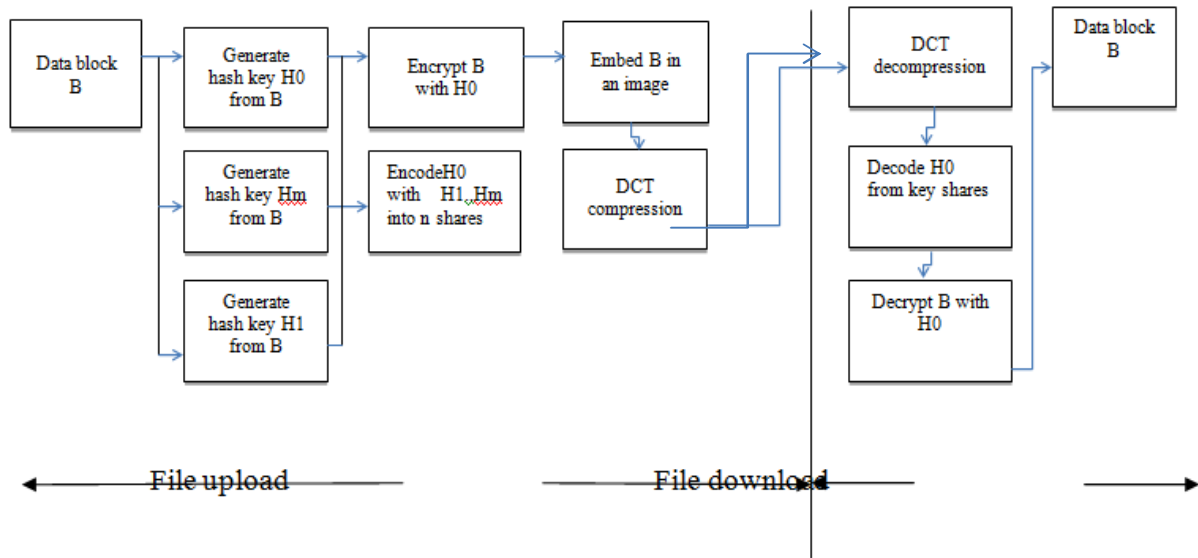 Data block
B
Generate
hash key H0
from B
Generate
hash key Hm
from B
Generate
hash key H1
from B
Encrypt B
with H0
EncodeH0
with H1,..Hm
into n shares
Embed B in
an image
DCT
compression
DCT
decompression
Decode H0
from key shares
Decrypt B with
H0
Data block
B
File upload
File download